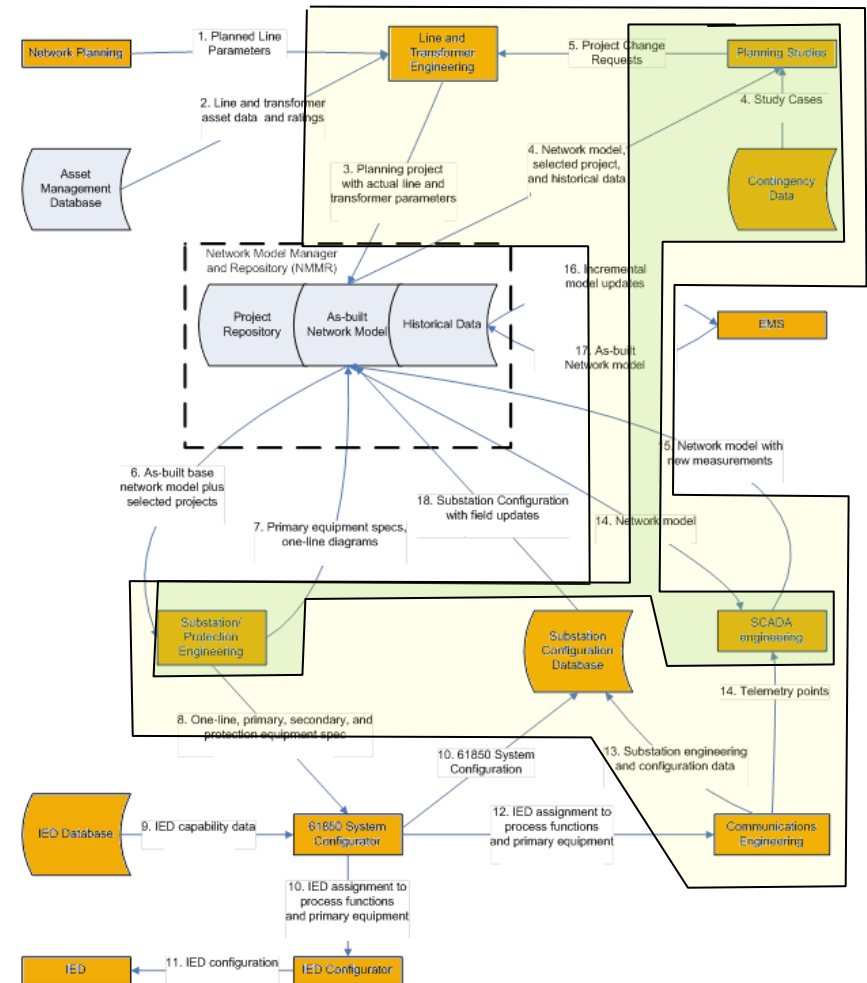 Network Planning
1. Planned Line
Parameters
Line and
Transformer
Engineering
5. Project Change
Requests
Planning Studies
2. Line and transformer
asset data and ratings
4. Study Cases
Asset
Management
Database
3. Planning project
with actual line and
transformer parameters
4. Network model,
selected project,
and historical data
Contingency
Data
Network Model Manager
and Repository (NMMR)
Project
Repository
As-built
Network Model
Historical Data
16. Incremental
model updates
EMS
17. As-built
Network model
6. As-built base
network model plus
selected projects
7. Primary equipment specs,
one-line diagrams
18. Substation Configuration
with field updates
14. Network model
15. Network model with
new measurements
Substation/
Protection
Engineering
Substation
Configuration
Database
SCADA
engineering
8. One-line, primary, secondary, and
protection equipment spec
10. 61850 System
Configuration
13. Substation engineering
and configuration data
14. Telemetry points
IED Database
9. IED capability data
61850 System
Configurator
12. IED assignment to
process functions
and primary equipment
Communications
Engineering
10. IED assignment to
process functions
and primary equipment
IED
11. IED configuration
IED Configurator